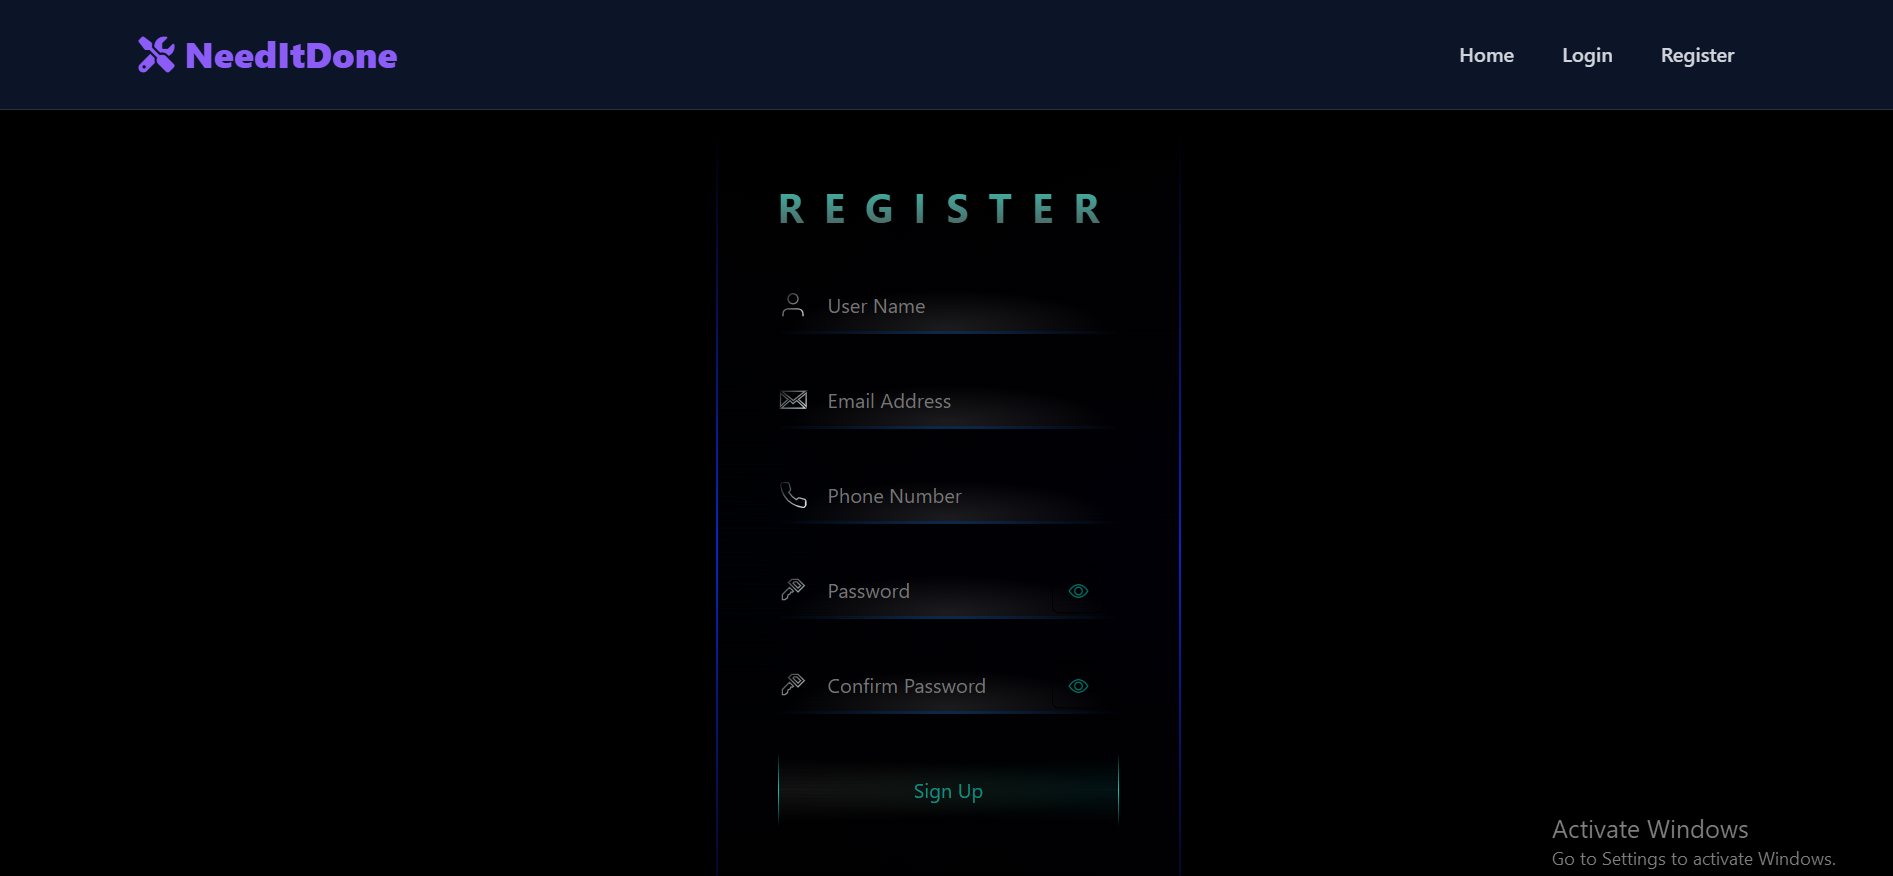 NeedItDone
Home Login Register
REGISTER
User Name
Email Address
Phone Number
Password
Confirm Password
Sign Up
Activate Windows
Go to Settings to activate Windows.